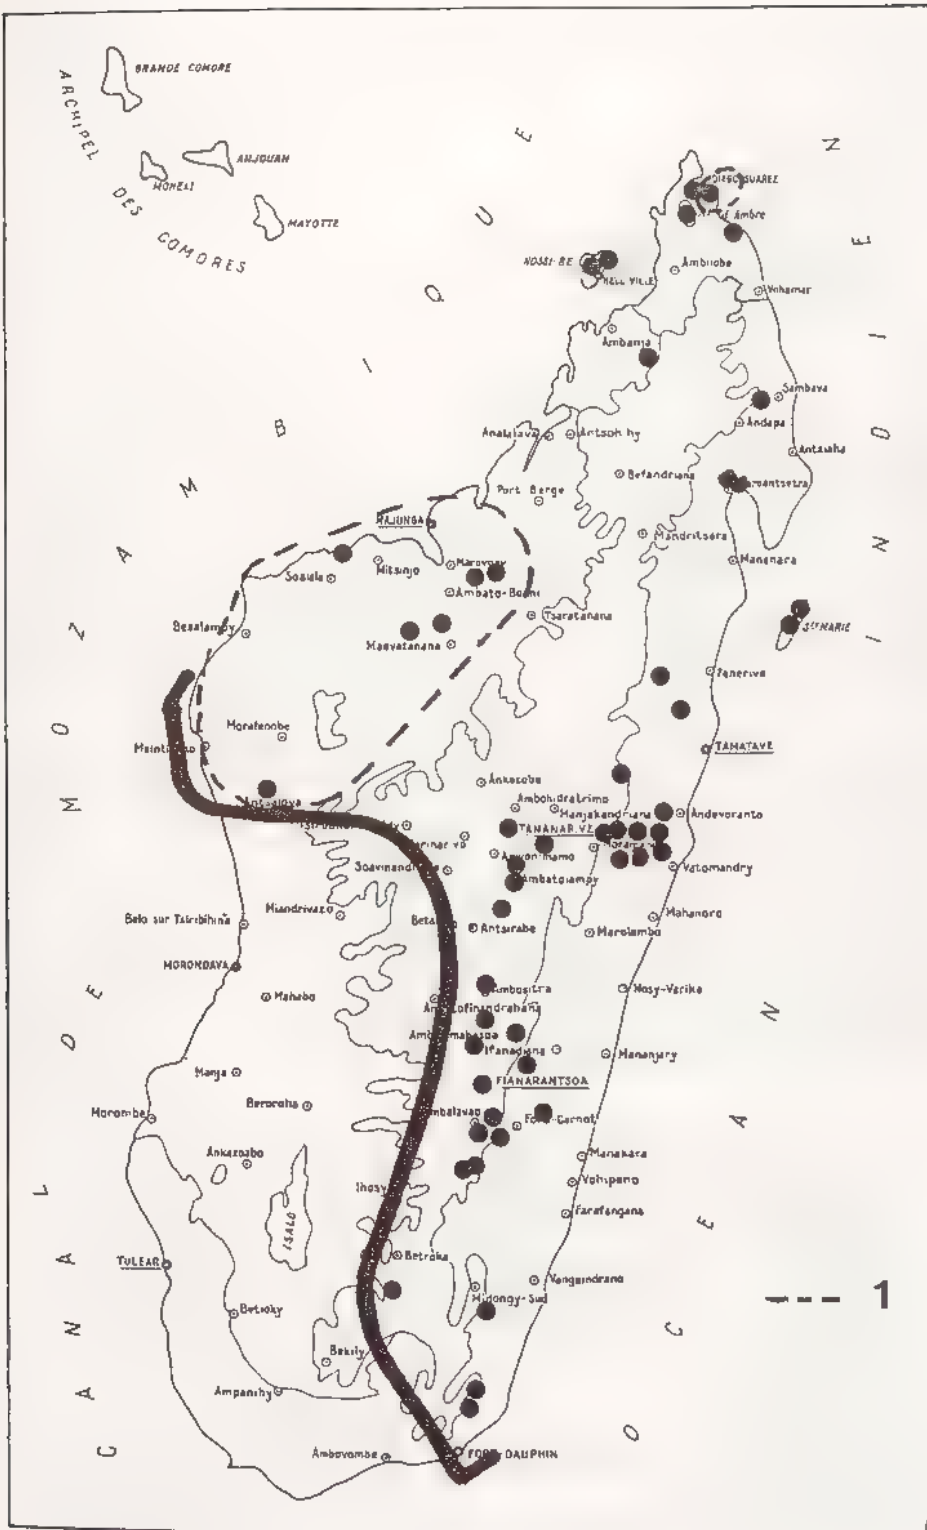 GRANDE COMORE
ARCHIPEL DES COMORES
ANJOUAN
MOHELI
MAYOTTE
CANAL DE MOZAMBIQUE
OCEAN INDIEN
DIEGO SUAREZ
Ambre
NOSSI-BE
HELL VILLE
Ambilobe
Vohemar
Ambanja
Sambava
Andapa
Analalava
Antsohihy
Antalaha
Befandriana
Maroantsetra
Port Berge
MAJUNGA
Mandritsara
Mananara
Soalala
Mitsinjo
Marovoay
Ambato-Boeni
Tsaratanana
Ste MARIE
Besalampy
Maevatanana
Fenerive
Morafenobe
Maintirano
TAMATAVE
Ankazobe
Antsalova
Ambohidratrimo
Manjakandriana
Andevoranto
TANANARIVE
Moramanga
Arivonimamo
Soavinandriana
Vatomandry
Ambatolampy
Miandrivazo
Belo sur Tsiribihina
Antsirabe
Mahanoro
Marolambo
MORONDAVA
Mahabo
Ambositra
Nosy-Varika
Ifanadiana
Mananjary
Manja
FIANARANTSOA
Beroroha
Morombe
Ambalavao
Fort-Carnot
Ankazoabo
Manakara
Ihosy
Vohipeno
Farafangana
ISALO
Betroka
TULEAR
Vangaindrano
Midongy-Sud
Betioky
1
Bekily
Ampanihy
Ambovombe
FORT-DAUPHIN